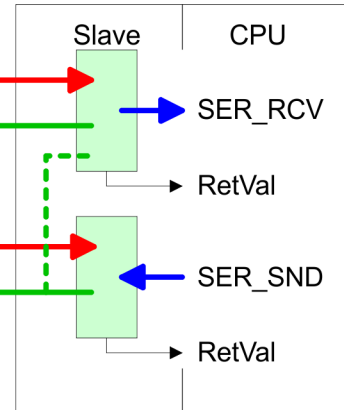 Slave CPU
SER_RCV
RetVal
SER_SND
RetVal